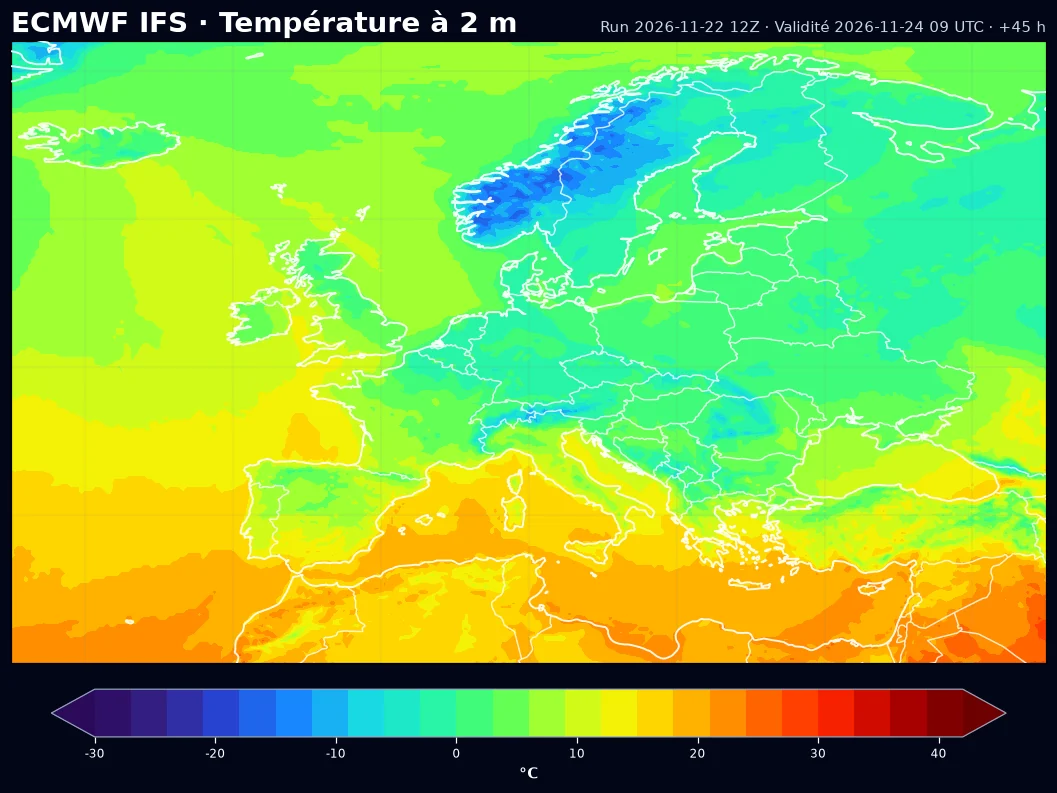 ECMWF IFS · Température à 2 m
Run 2026-11-22 12Z · Validité 2026-11-24 09 UTC · +45 h
-30 -20 -10 0 10 20 30 40
°C